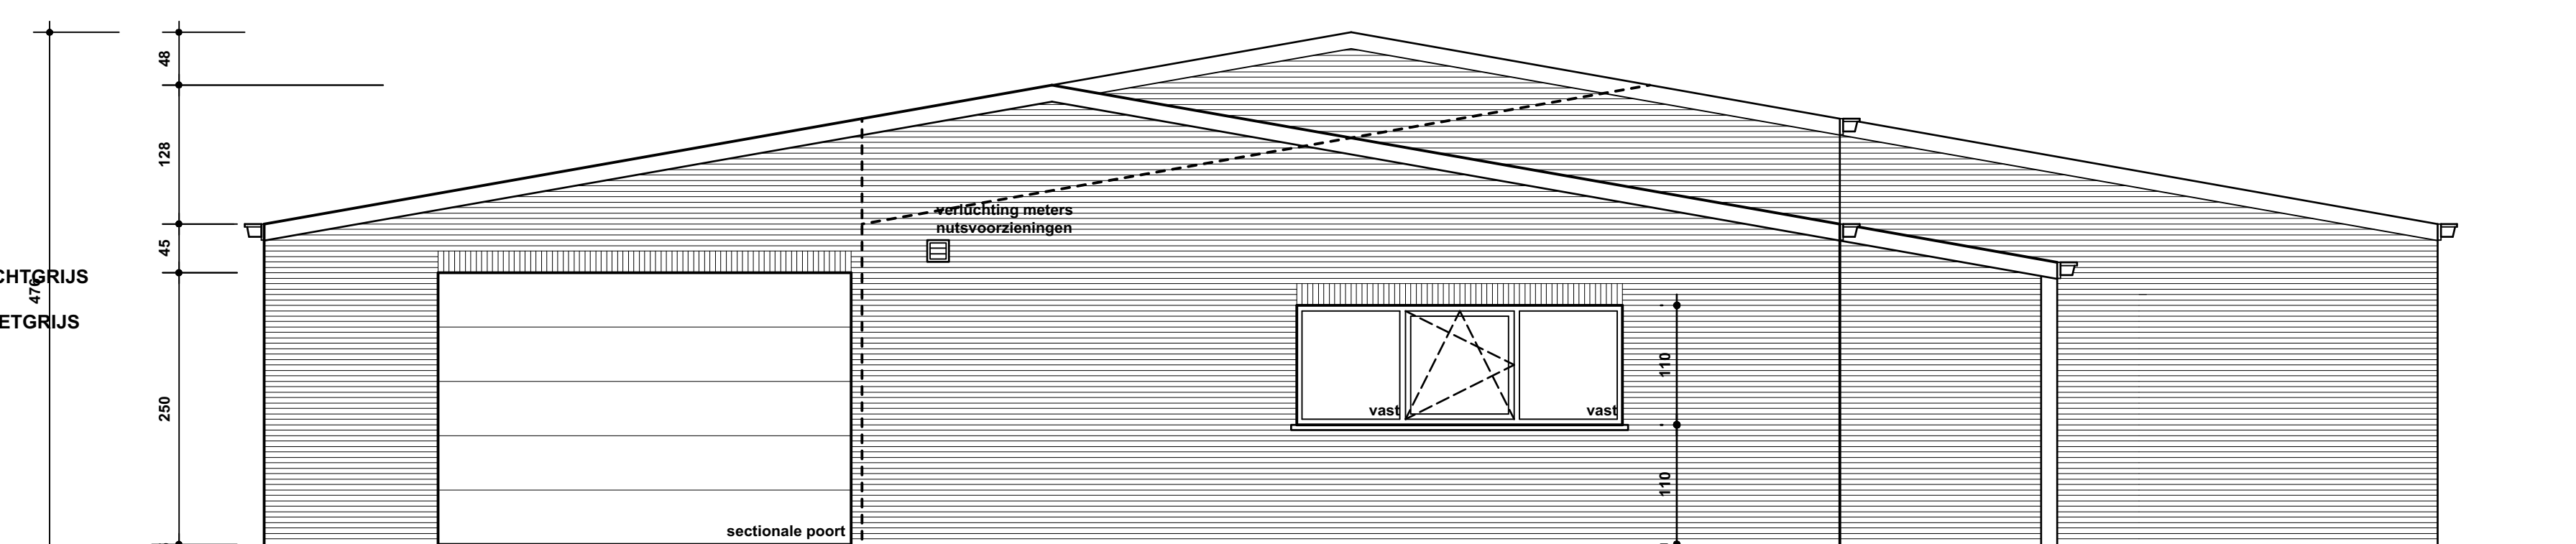 48
128
45
CHTGRIJS
ETGRIJS
250
verluchting meters
nutsvoorzieningen
sectionale poort
vast
vast
110
110